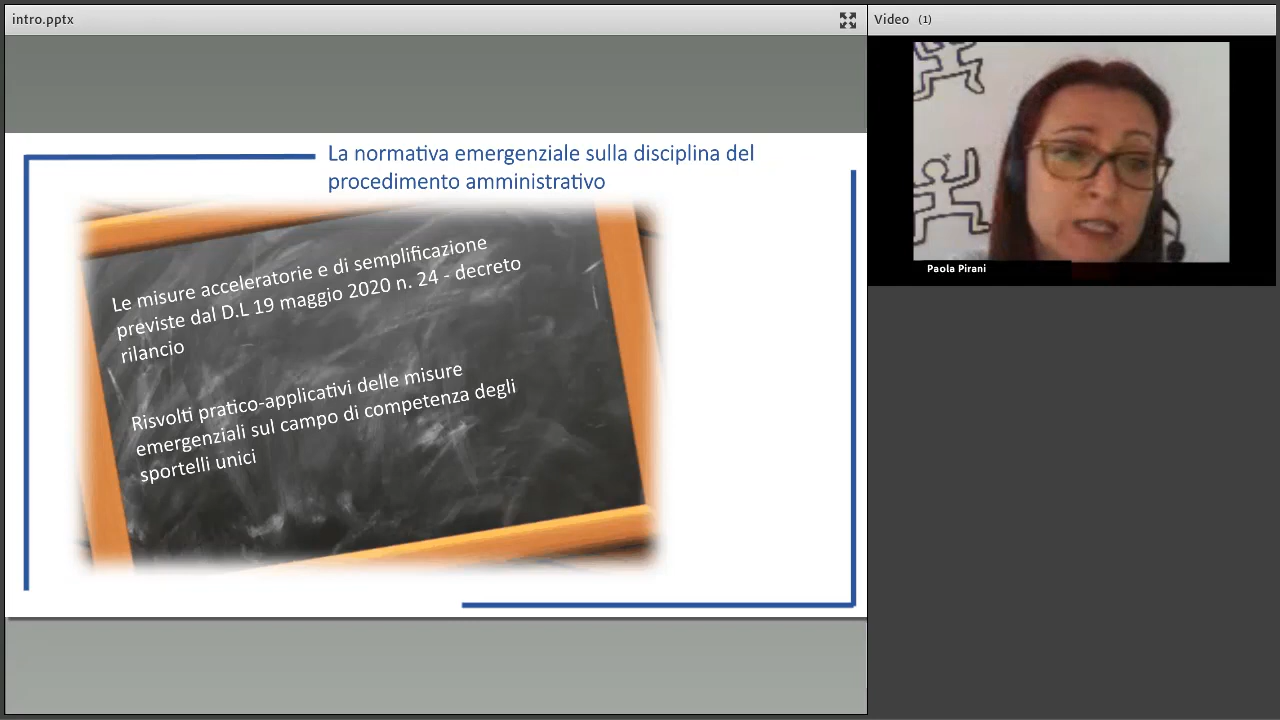 intro.pptx
Video (1)
La normativa emergenziale sulla disciplina del
procedimento amministrativo
Le misure acceleratorie e di semplificazione
previste dal D.L 19 maggio 2020 n. 24 - decreto
rilancio
Risvolti pratico-applicativi delle misure
emergenziali sul campo di competenza degli
sportelli unici
Paola Pirani